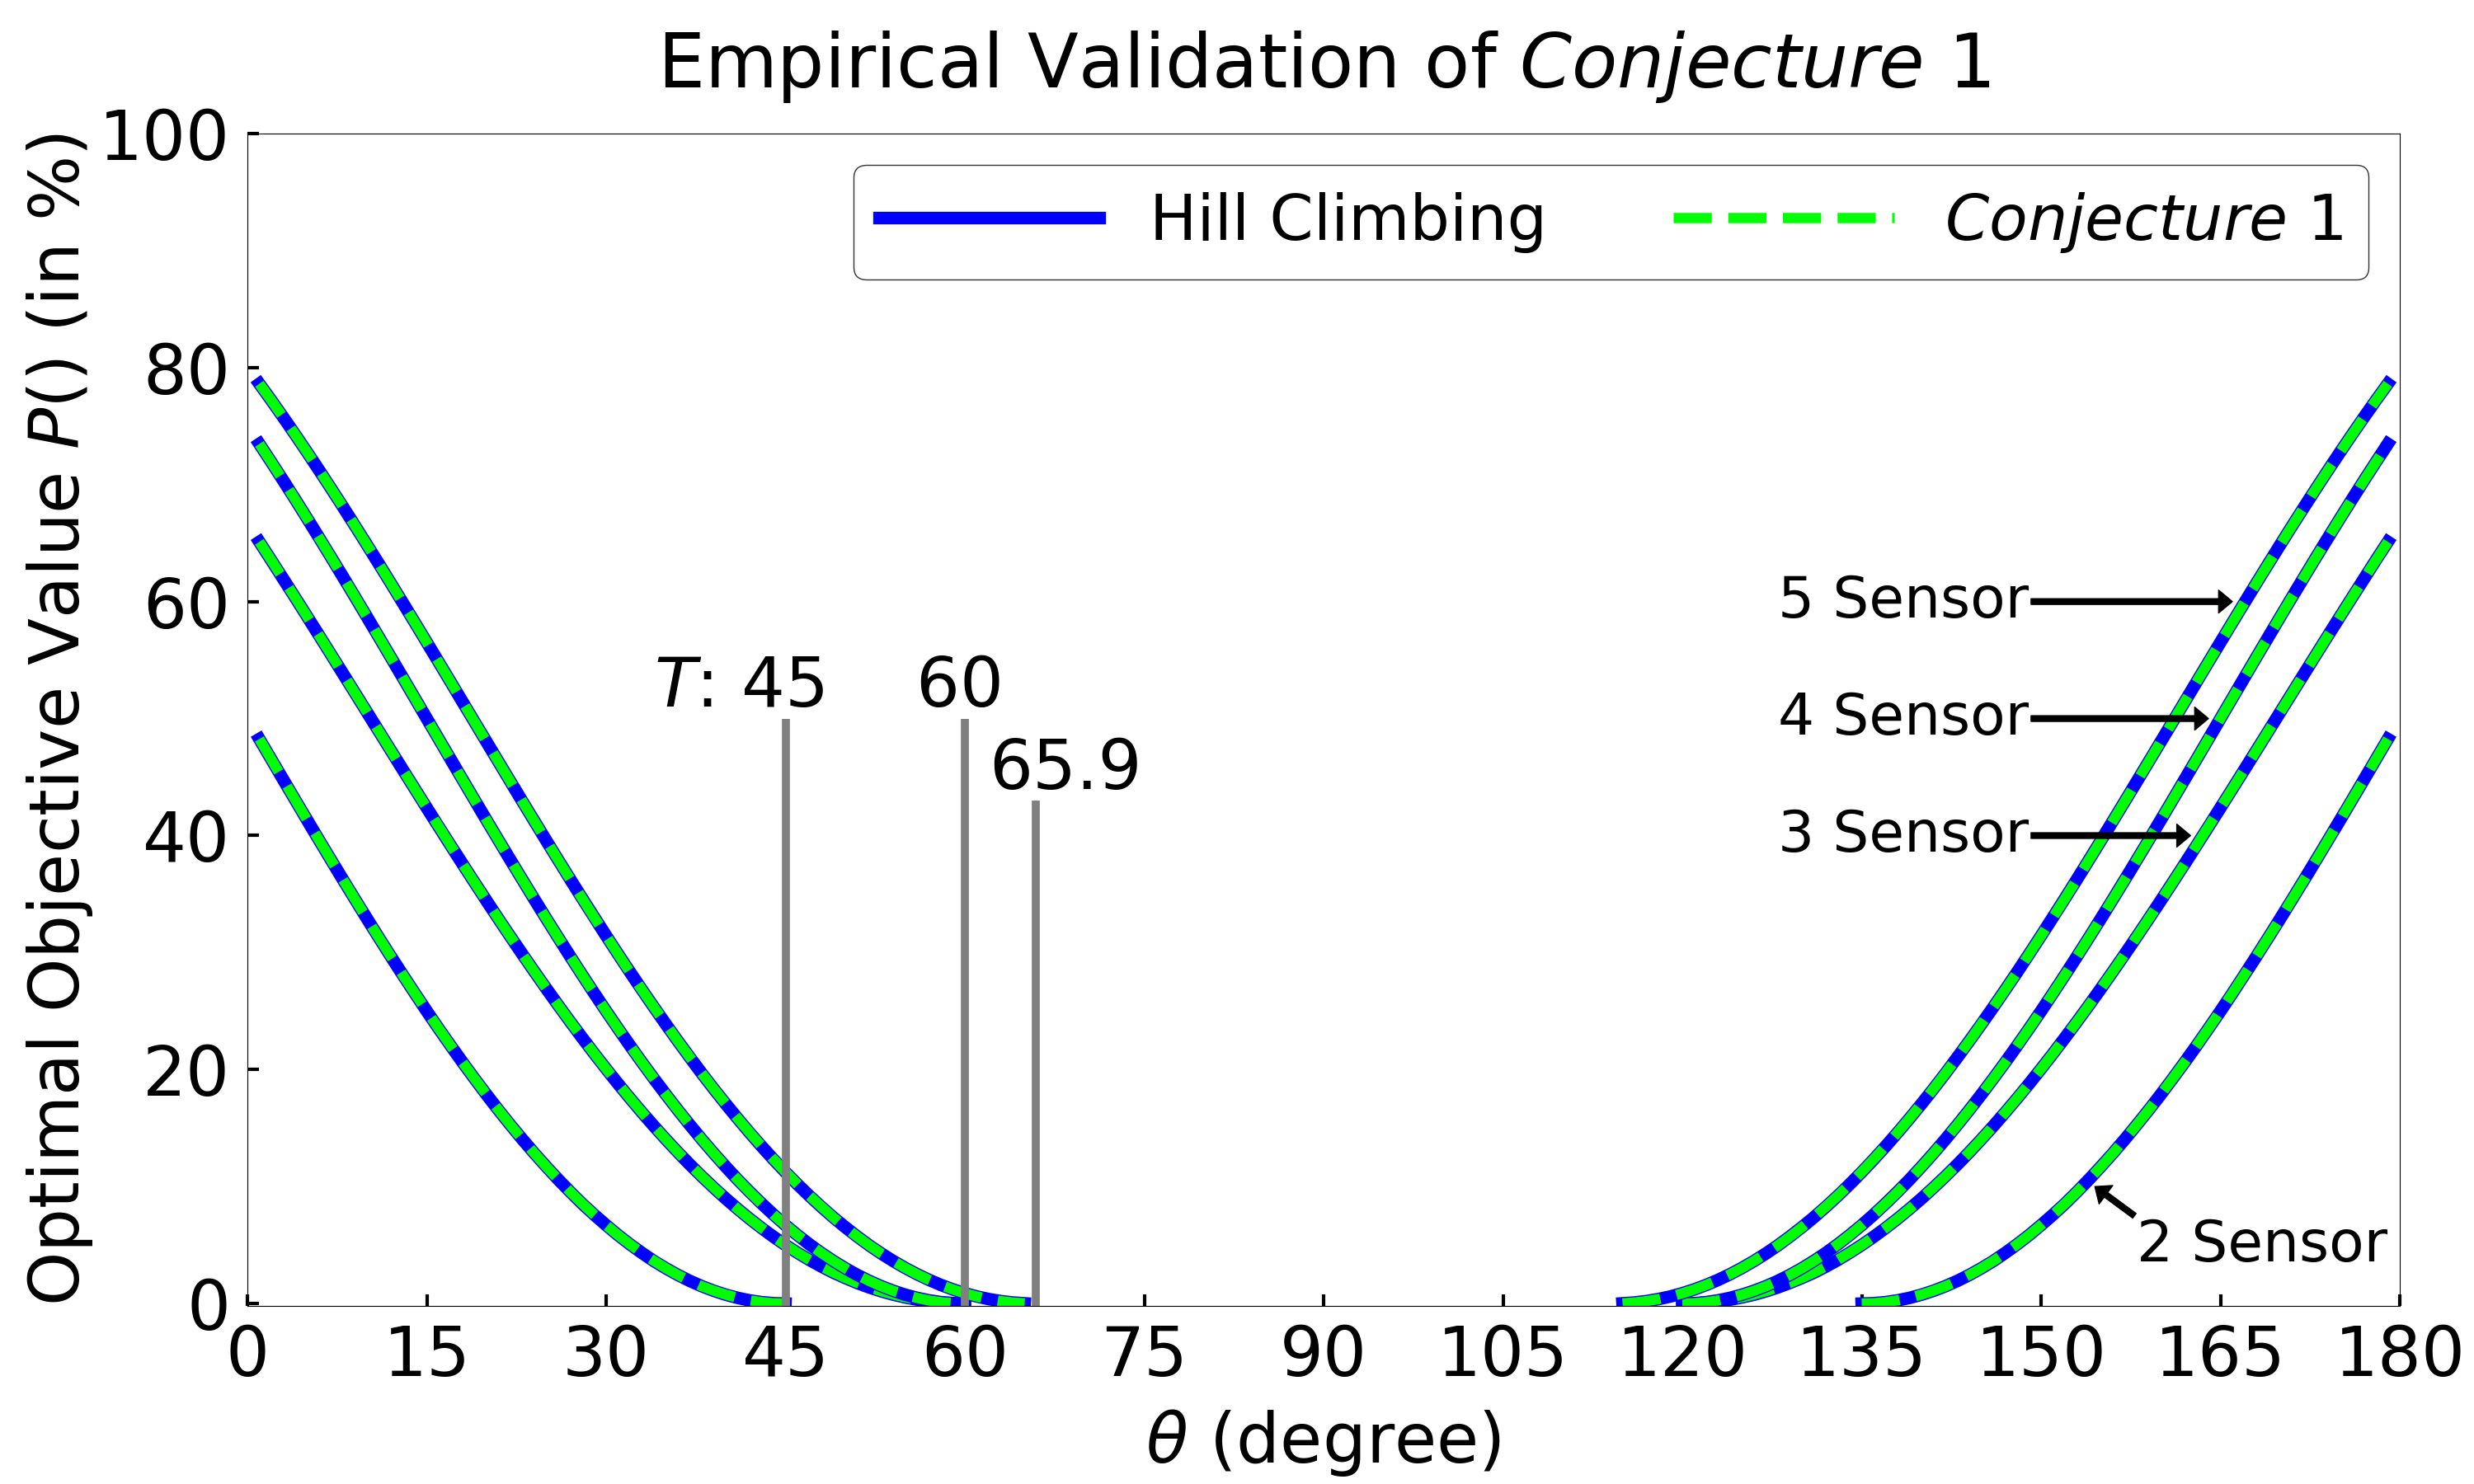 Empirical Validation of Conjecture 1
Optimal Objective Value P() (in %)
100
80
60
40
20
0
Hill Climbing
Conjecture 1
T: 45
60
65.9
5 Sensor
4 Sensor
3 Sensor
2 Sensor
0 15 30 45 60 75 90 105 120 135 150 165 180
θ (degree)